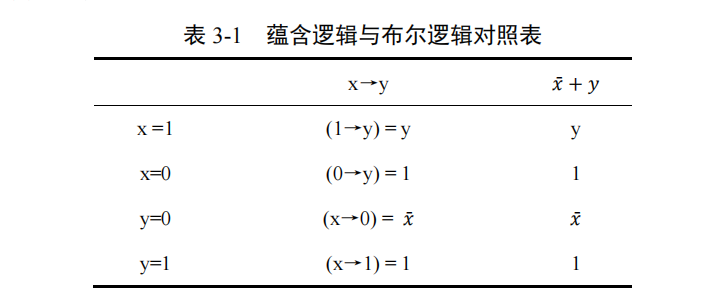 表 3-1 蕴含逻辑与布尔逻辑对照表
x→y x̄ + y
x =1 (1→y) = y y
x=0 (0→y) = 1 1
y=0 (x→0) = x̄ x̄
y=1 (x→1) = 1 1